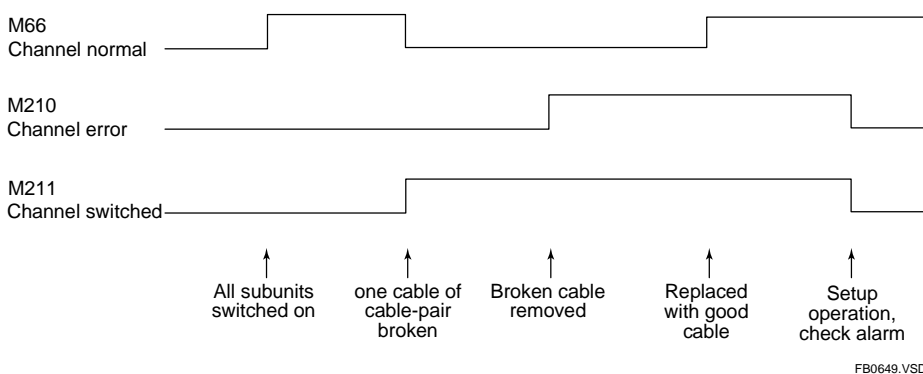 M66
Channel normal
M210
Channel error
M211
Channel switched
All subunits
switched on
one cable of
cable-pair
broken
Broken cable
removed
Replaced
with good
cable
Setup
operation,
check alarm
FB0649.VSD